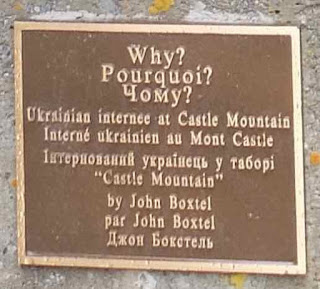 Why?
Pourquoi?
Чому?
Ukrainian internee at Castle Mountain
Interné ukrainien au Mont Castle
Інтернований українець у таборі
"Castle Mountain"
by John Boxtel
par John Boxtel
Джон Бокстель